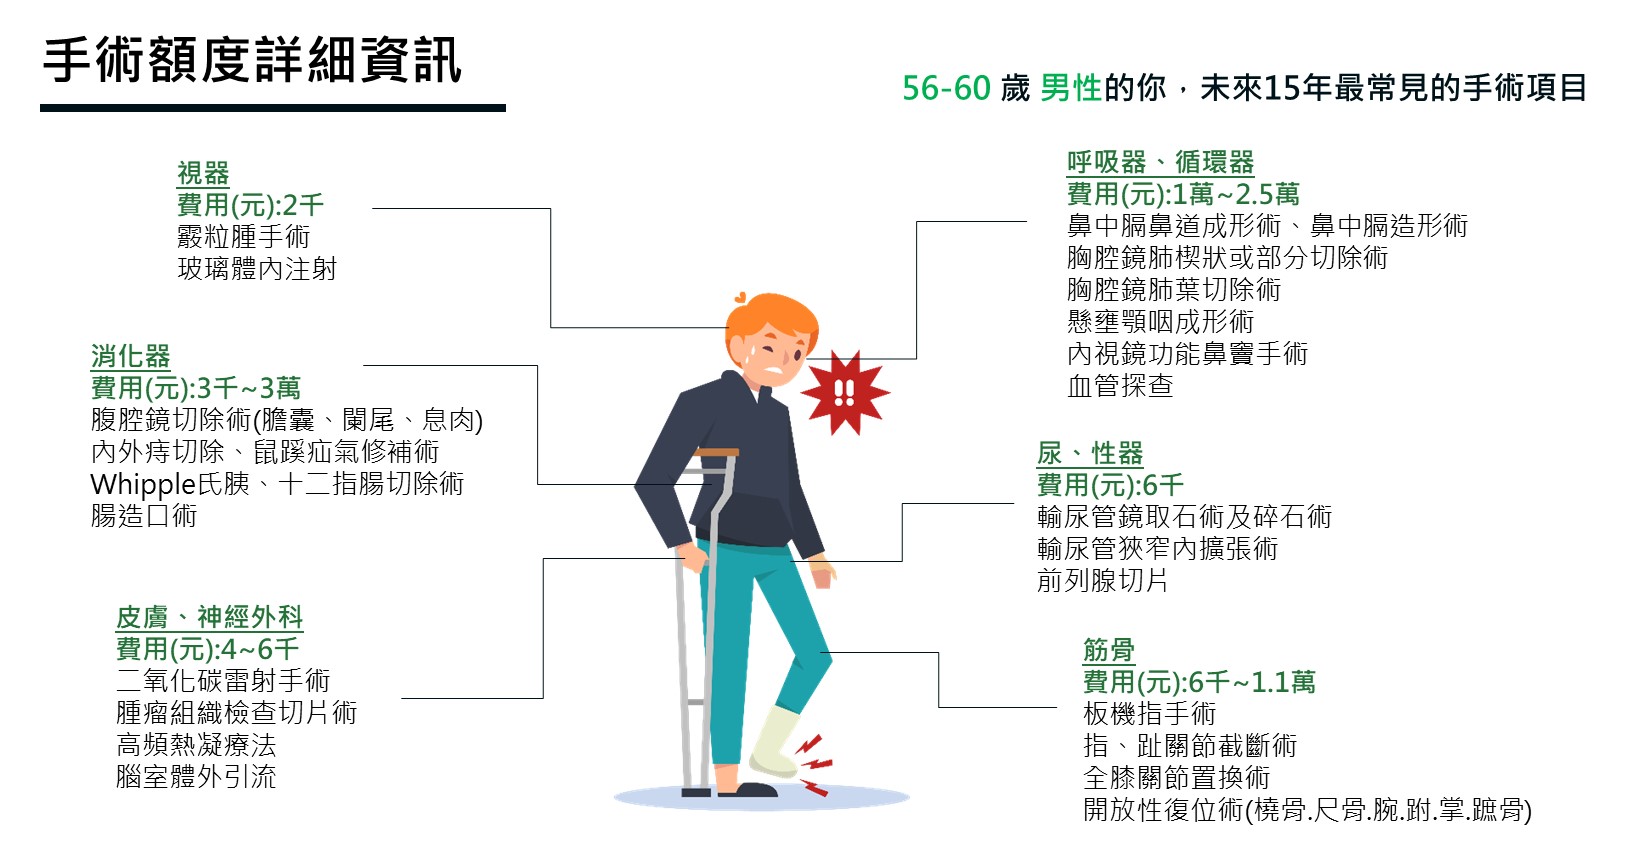 手術額度詳細資訊
56-60 歲 男性的你，未來15年最常見的手術項目
視器
費用(元):2千
霰粒腫手術
玻璃體內注射
消化器
費用(元):3千~3萬
腹腔鏡切除術(膽囊、闌尾、息肉)
內外痔切除、鼠蹊疝氣修補術
Whipple氏胰、十二指腸切除術
腸造口術
皮膚、神經外科
費用(元):4~6千
二氧化碳雷射手術
腫瘤組織檢查切片術
高頻熱凝療法
腦室體外引流
呼吸器、循環器
費用(元):1萬~2.5萬
鼻中膈鼻道成形術、鼻中膈造形術
胸腔鏡肺楔狀或部分切除術
胸腔鏡肺葉切除術
懸壅顎咽成形術
內視鏡功能鼻竇手術
血管探查
!!
尿、性器
費用(元):6千
輸尿管鏡取石術及碎石術
輸尿管狹窄內擴張術
前列腺切片
筋骨
費用(元):6千~1.1萬
板機指手術
指、趾關節截斷術
全膝關節置換術
開放性復位術(橈骨.尺骨.腕.跗.掌.蹠骨)